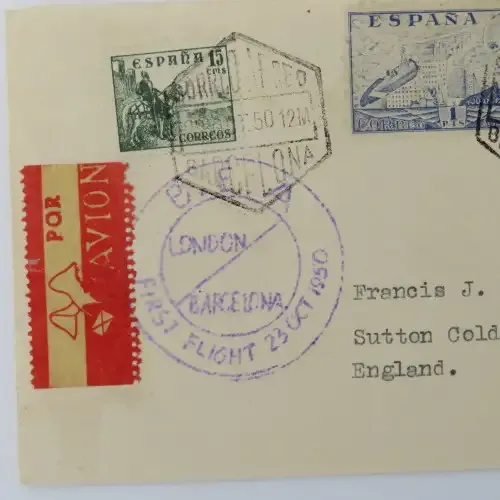 ESPAÑA 15
CTS
CORREOS
ESPAÑA
1
PTA
CORREO AEREO
50 12M
BARCELONA
POR
AVION
B.E.A.
LONDON
BARCELONA
FIRST FLIGHT 23 OCT 1950
Francis J.
Sutton Cold
England.